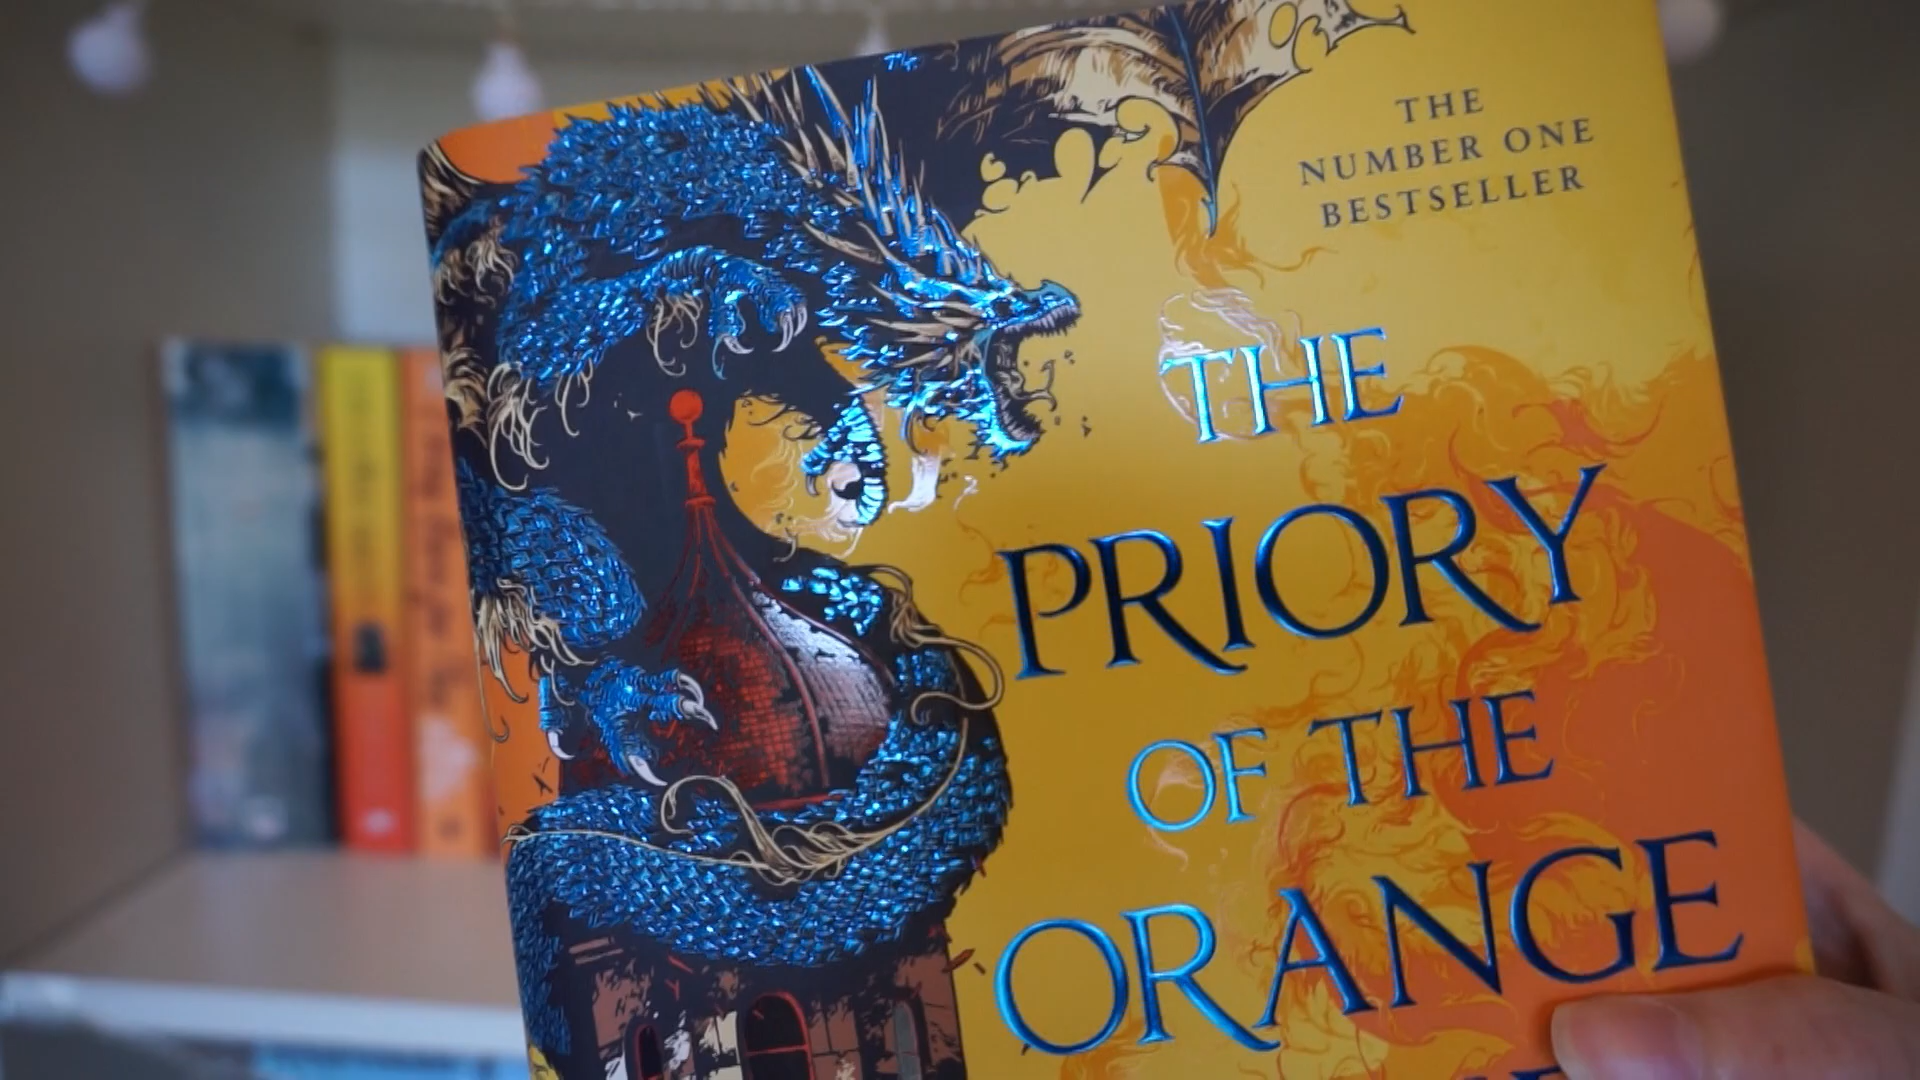 THE
NUMBER ONE
BESTSELLER
THE
PRIORY
OF THE
ORANGE